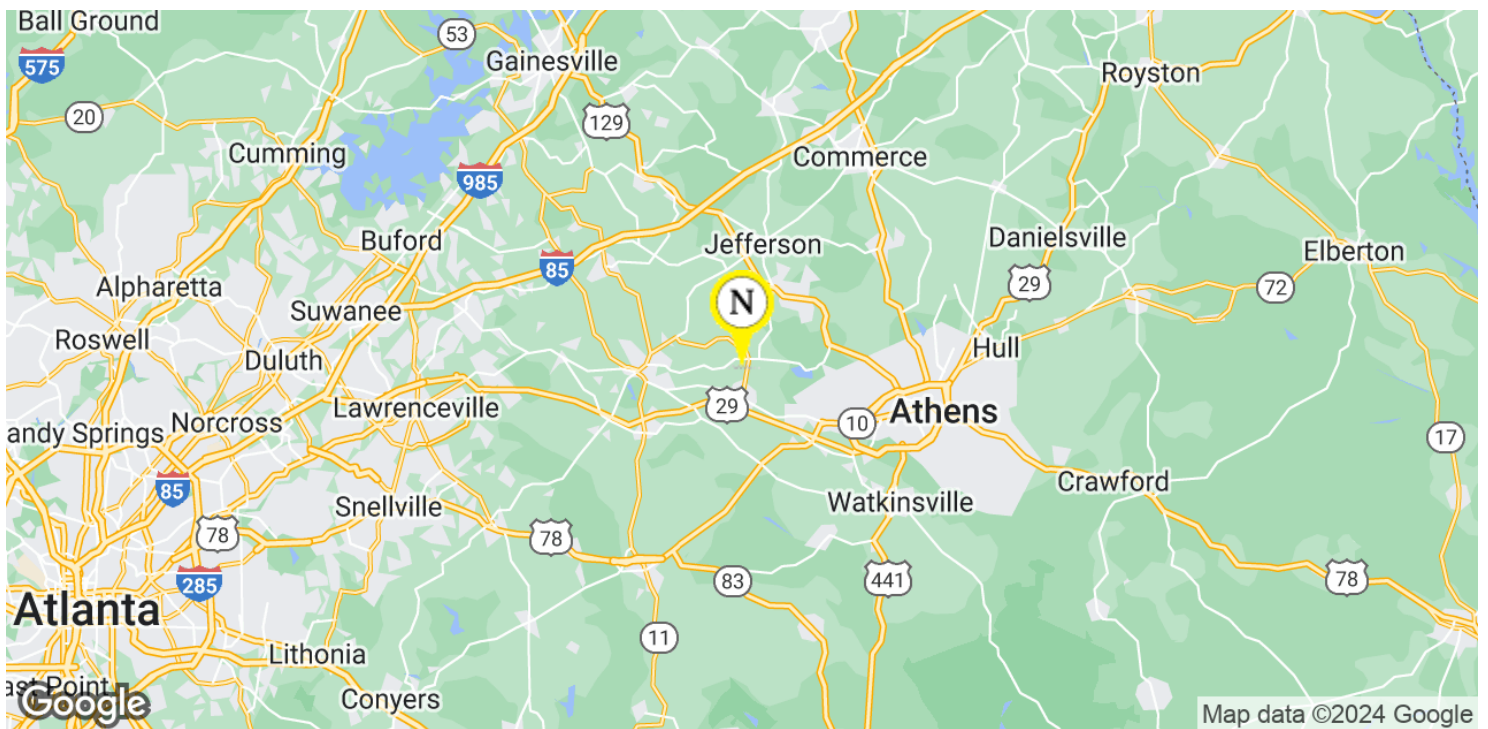 Ball Ground
53
575
Gainesville
Royston
20
129
Cumming
Commerce
985
Buford
Jefferson
Danielsville
Elberton
85
29
72
Alpharetta
N
Suwanee
Roswell
Hull
Duluth
29
Lawrenceville
Athens
10
Norcross
andy Springs
17
85
Crawford
Snellville
Watkinsville
78
78
285
83
441
78
Atlanta
11
Lithonia
ast Point
Conyers
Google
Map data ©2024 Google